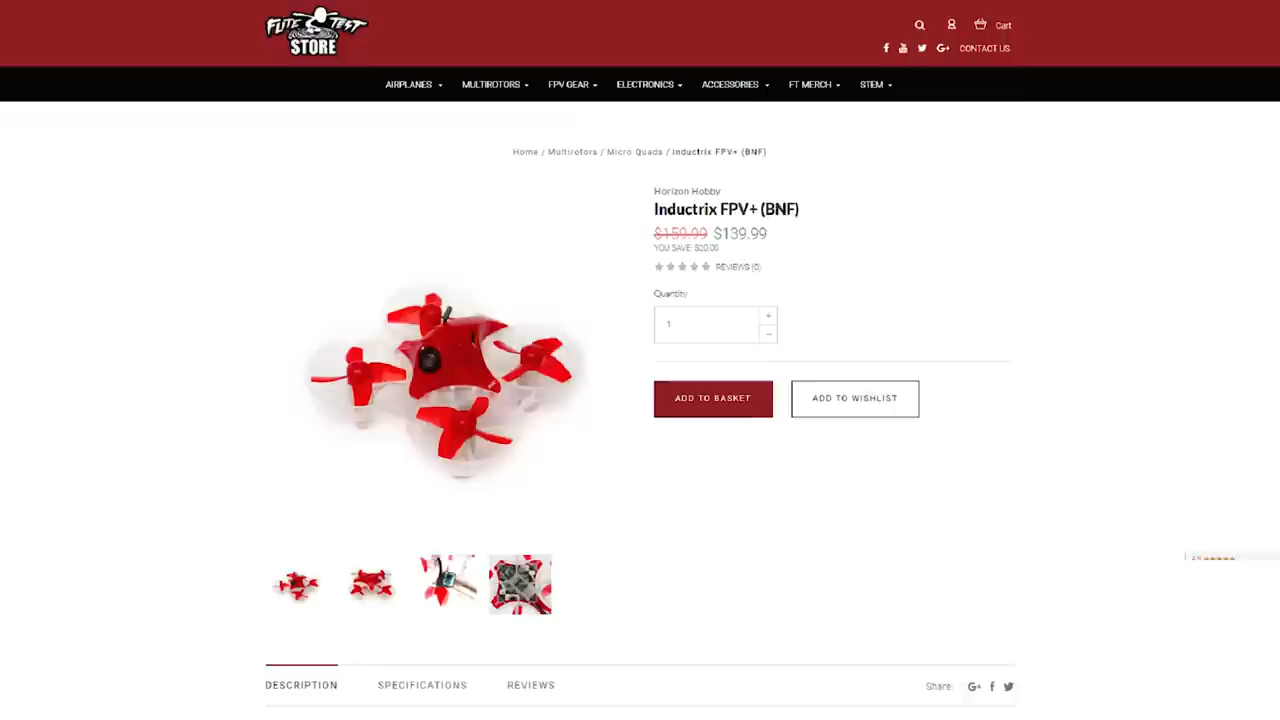 FLITE TEST
STORE
Cart
CONTACT US
AIRPLANES MULTIROTORS FPV GEAR ELECTRONICS ACCESSORIES FT MERCH STEM
Home / Multirotors / Micro Quads / Inductrix FPV+ (BNF)
Horizon Hobby
Inductrix FPV+ (BNF)
$159.99 $139.99
YOU SAVE: $20.00
REVIEWS (0)
Quantity
1
+
−
ADD TO BASKET ADD TO WISHLIST
DESCRIPTION SPECIFICATIONS REVIEWS Share: